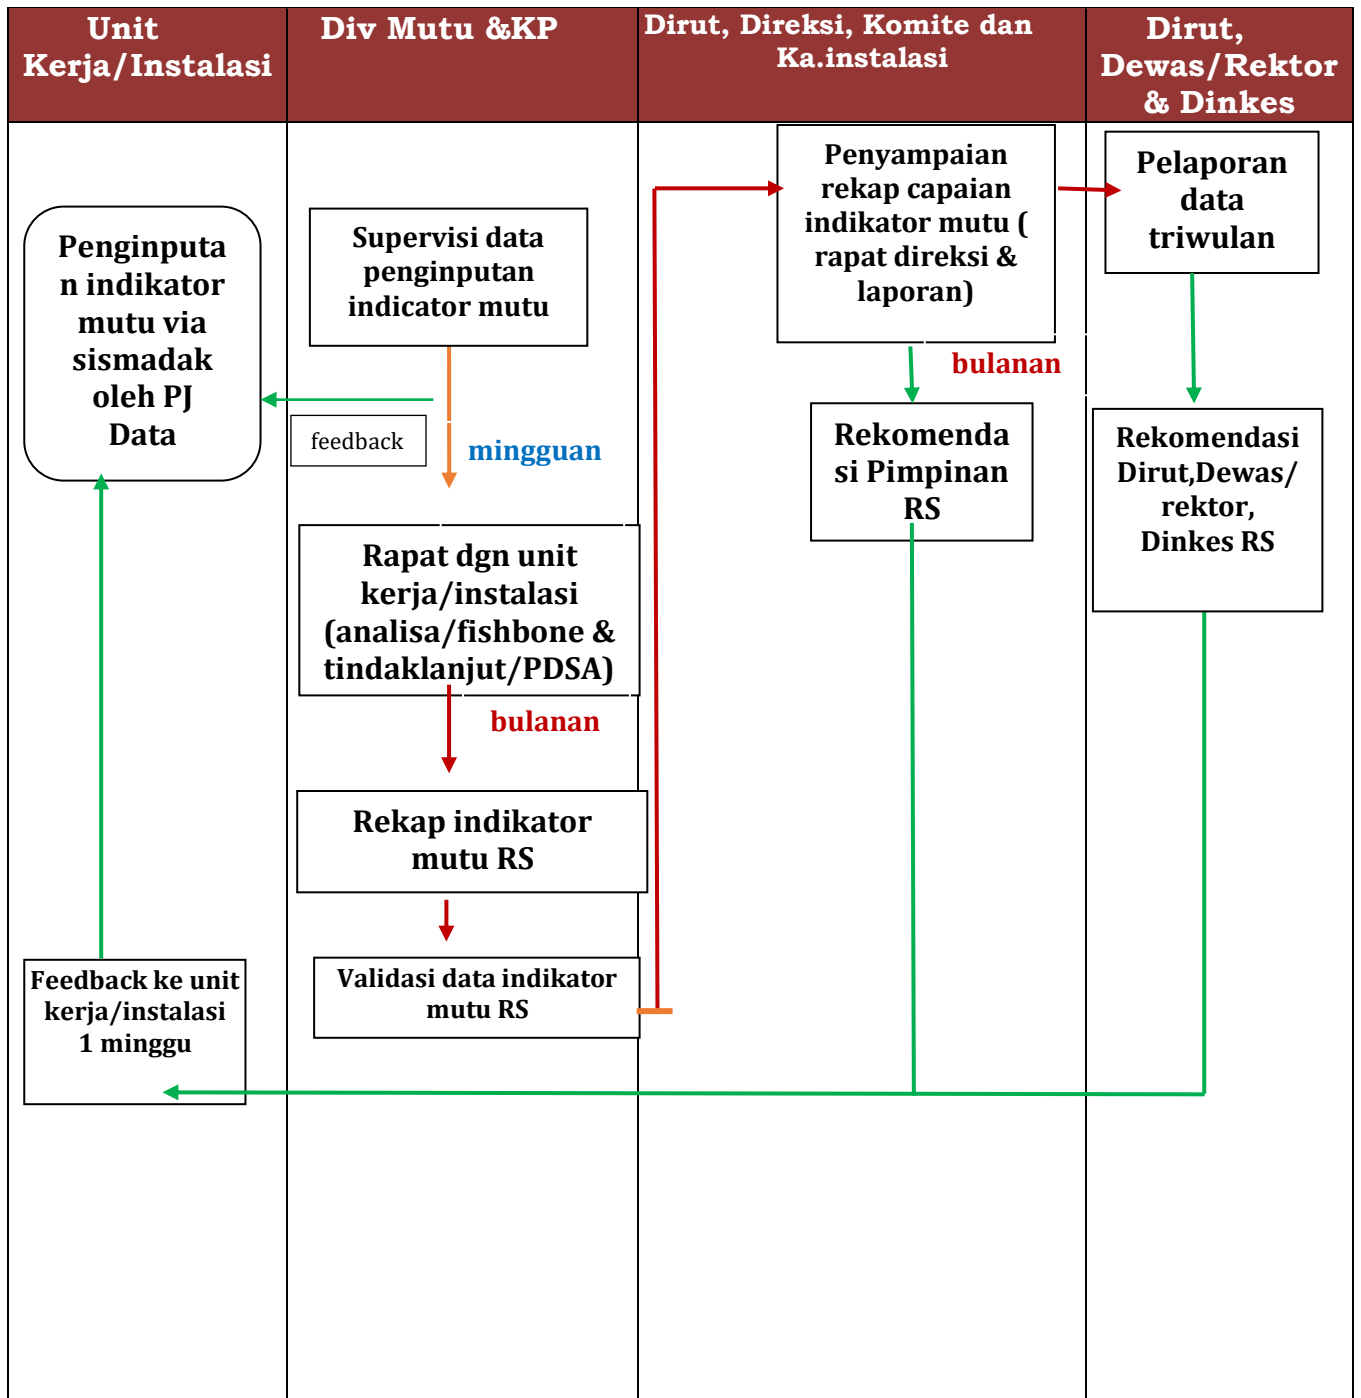 Unit
Kerja/Instalasi
Div Mutu &KP
Dirut, Direksi, Komite dan
Ka.instalasi
Dirut,
Dewas/Rektor
& Dinkes
Penginputa
n indikator
mutu via
sismadak
oleh PJ
Data
Feedback ke unit
kerja/instalasi
1 minggu
Supervisi data
penginputan
indicator mutu
feedback
mingguan
Rapat dgn unit
kerja/instalasi
(analisa/fishbone &
tindaklanjut/PDSA)
bulanan
Rekap indikator
mutu RS
Validasi data indikator
mutu RS
Penyampaian
rekap capaian
indikator mutu (
rapat direksi &
laporan)
bulanan
Rekomenda
si Pimpinan
RS
Pelaporan
data
triwulan
Rekomendasi
Dirut,Dewas/
rektor,
Dinkes RS